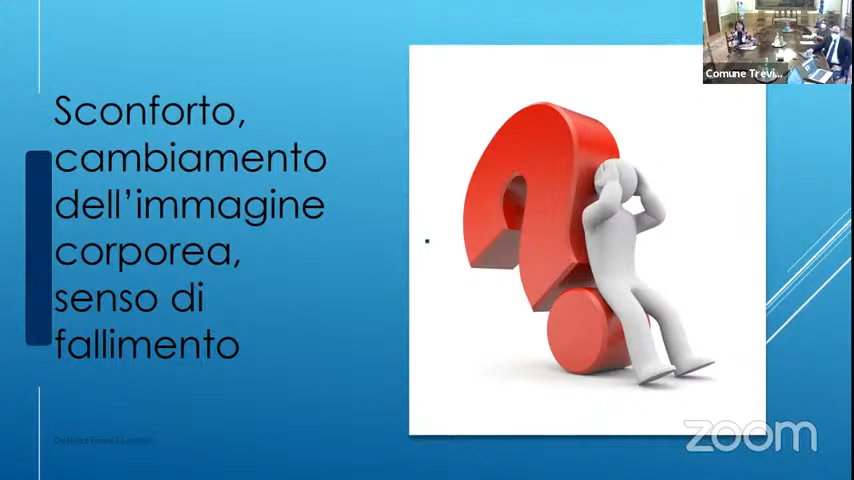 Sconforto,
cambiamento
dell'immagine
corporea,
senso di
fallimento
Comune Trevi...
zoom